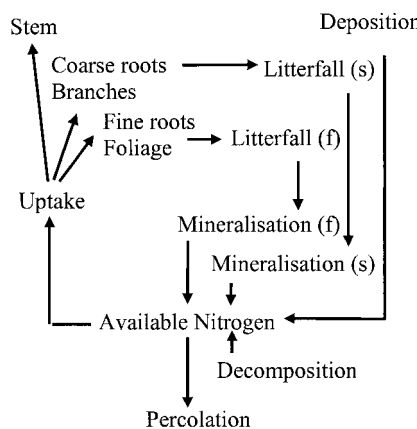 Stem
Deposition
Coarse roots
Branches
Litterfall (s)
Fine roots
Foliage
Litterfall (f)
Uptake
Mineralisation (f)
Mineralisation (s)
Available Nitrogen
Decomposition
Percolation